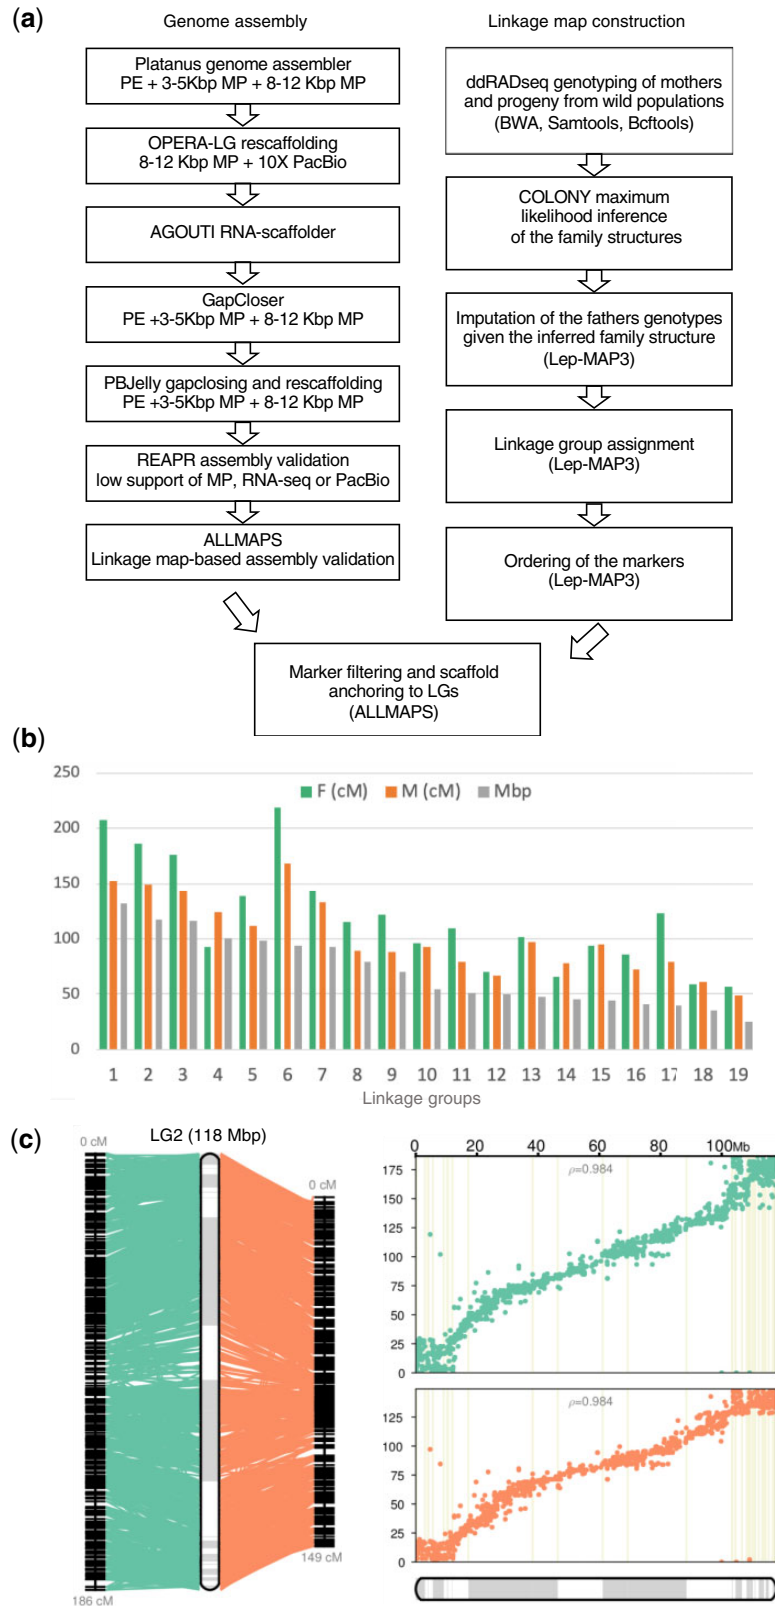 (a)
Genome assembly
Platanus genome assembler
PE + 3-5Kbp MP + 8-12 Kbp MP
OPERA-LG rescaffolding
8-12 Kbp MP + 10X PacBio
AGOUTI RNA-scaffolder
GapCloser
PE +3-5Kbp MP + 8-12 Kbp MP
PBJelly gapclosing and rescaffolding
PE +3-5Kbp MP + 8-12 Kbp MP
REAPR assembly validation
low support of MP, RNA-seq or PacBio
ALLMAPS
Linkage map-based assembly validation
Linkage map construction
ddRADseq genotyping of mothers
and progeny from wild populations
(BWA, Samtools, Bcftools)
COLONY maximum
likelihood inference
of the family structures
Imputation of the fathers genotypes
given the inferred family structure
(Lep-MAP3)
Linkage group assignment
(Lep-MAP3)
Ordering of the markers
(Lep-MAP3)
Marker filtering and scaffold
anchoring to LGs
(ALLMAPS)
(b)
F (cM) M (cM) Mbp
250
200
150
100
50
0
1 2 3 4 5 6 7 8 9 10 11 12 13 14 15 16 17 18 19
Linkage groups
(c)
LG2 (118 Mbp)
0 cM
0 cM
149 cM
186 cM
0 20 40 60 80 100Mb
ρ=0.984
175
150
125
100
75
50
25
0
ρ=0.984
125
100
75
50
25
0